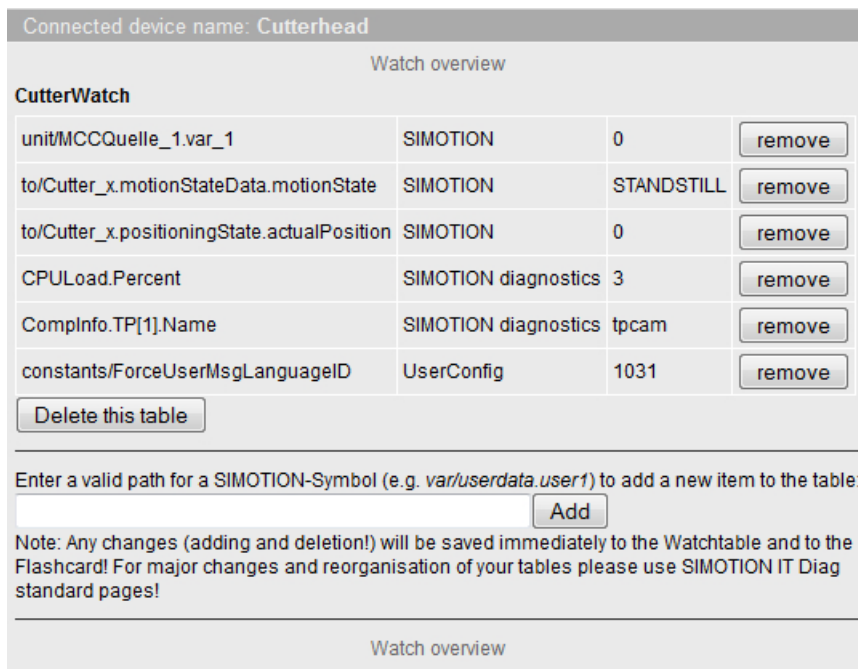 Connected device name: Cutterhead
Watch overview
CutterWatch
unit/MCCQuelle_1.var_1 SIMOTION 0 remove
to/Cutter_x.motionStateData.motionState SIMOTION STANDSTILL remove
to/Cutter_x.positioningState.actualPosition SIMOTION 0 remove
CPULoad.Percent SIMOTION diagnostics 3 remove
CompInfo.TP[1].Name SIMOTION diagnostics tpcam remove
constants/ForceUserMsgLanguageID UserConfig 1031 remove
Delete this table
Enter a valid path for a SIMOTION-Symbol (e.g. var/userdata.user1) to add a new item to the table:
Add
Note: Any changes (adding and deletion!) will be saved immediately to the Watchtable and to the
Flashcard! For major changes and reorganisation of your tables please use SIMOTION IT Diag
standard pages!
Watch overview